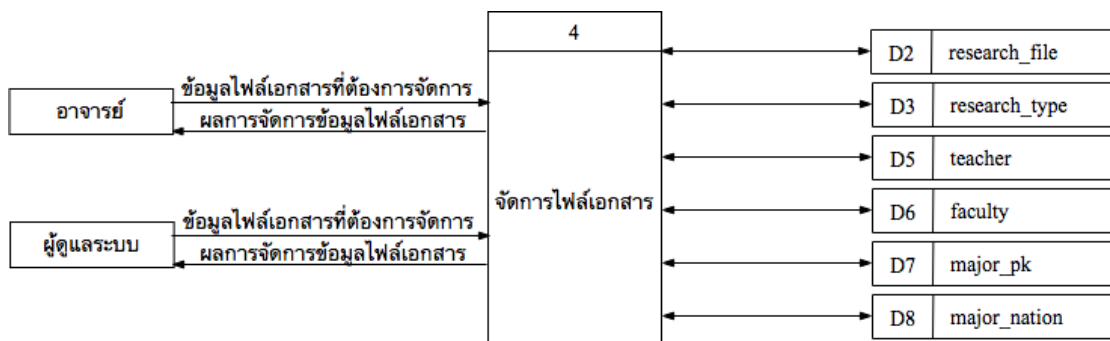 4
D2 research_file
ข้อมูลไฟล์เอกสารที่ต้องการจัดการ
อาจารย์
D3 research_type
ผลการจัดการข้อมูลไฟล์เอกสาร
D5 teacher
จัดการไฟล์เอกสาร
D6 faculty
ข้อมูลไฟล์เอกสารที่ต้องการจัดการ
ผู้ดูแลระบบ
ผลการจัดการข้อมูลไฟล์เอกสาร
D7 major_pk
D8 major_nation